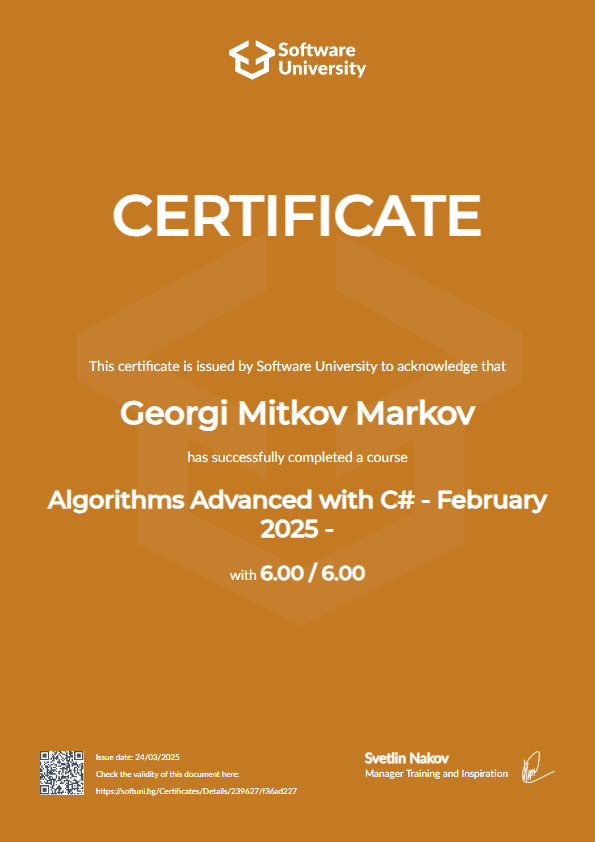 Software
University
CERTIFICATE
This certificate is issued by Software University to acknowledge that
Georgi Mitkov Markov
has successfully completed a course
Algorithms Advanced with C# - February
2025 -
with 6.00 / 6.00
Issue date: 24/03/2025
Check the validity of this document here:
https://softuni.bg/Certificates/Details/239627/f36ad227
Svetlin Nakov
Manager Training and Inspiration